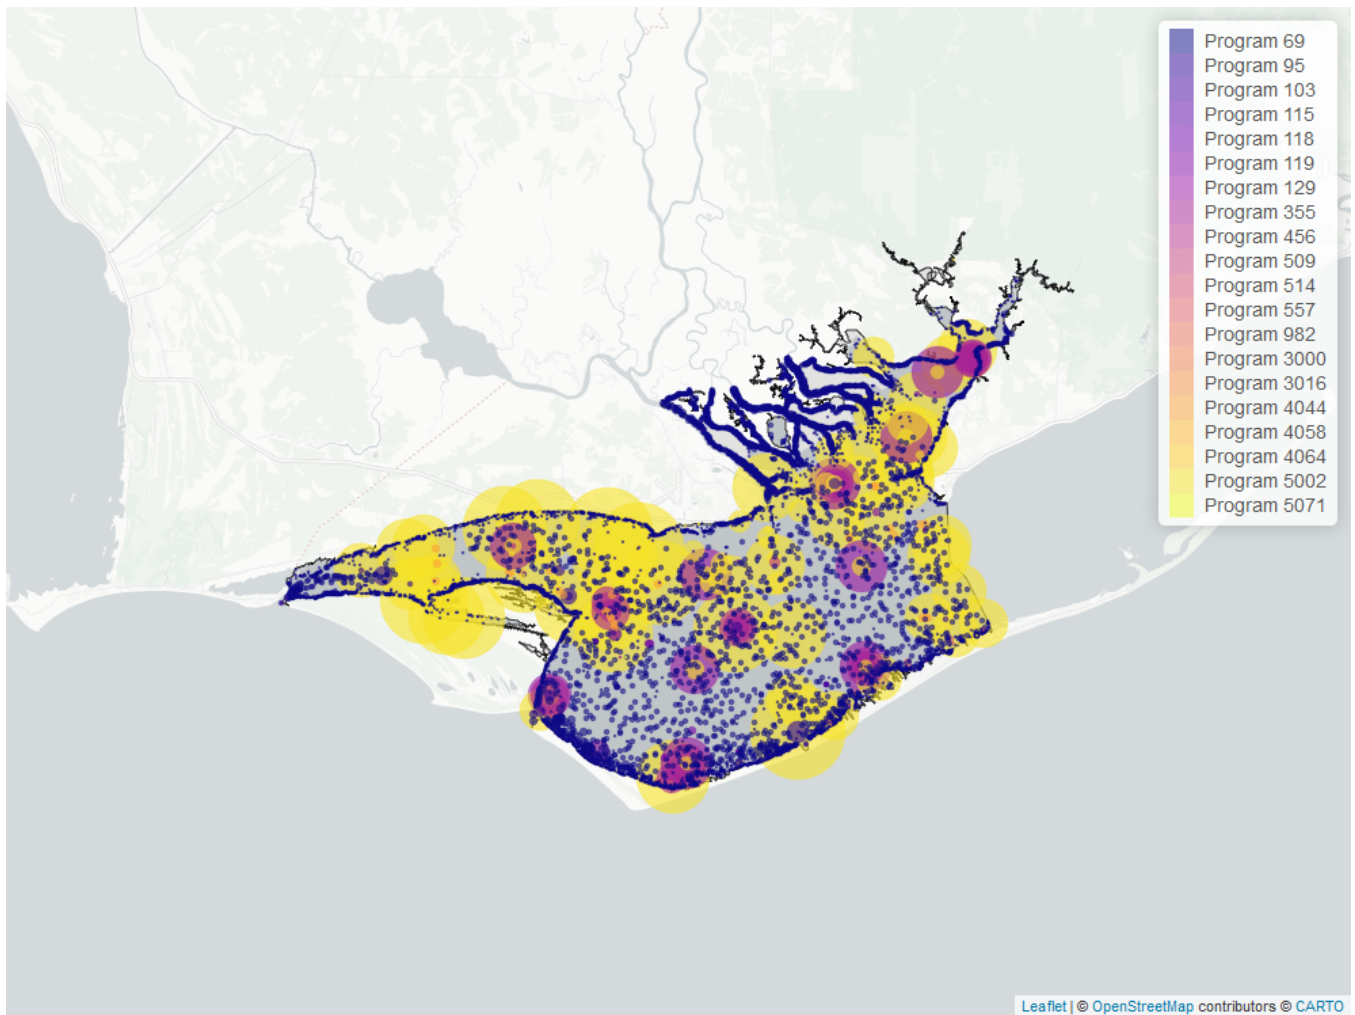 Program 69
Program 95
Program 103
Program 115
Program 118
Program 119
Program 129
Program 355
Program 456
Program 509
Program 514
Program 557
Program 982
Program 3000
Program 3016
Program 4044
Program 4058
Program 4064
Program 5002
Program 5071
Leaflet | © OpenStreetMap contributors © CARTO